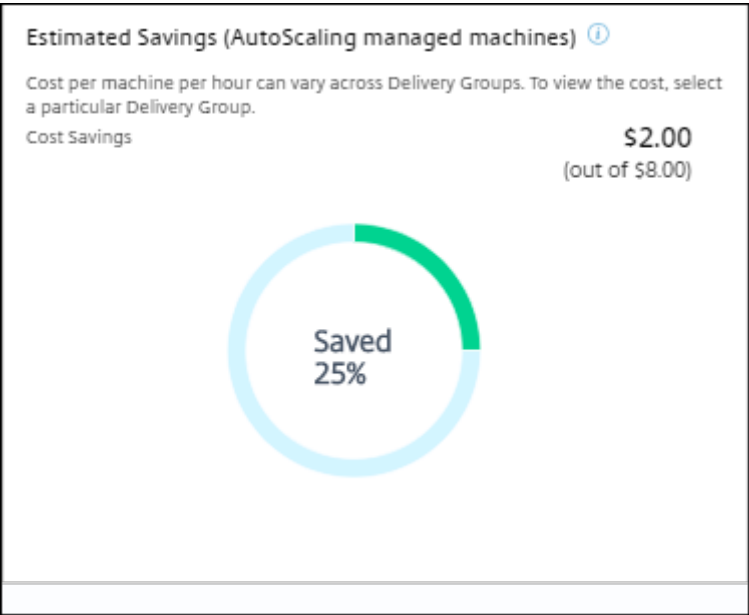 Estimated Savings (AutoScaling managed machines)
Cost per machine per hour can vary across Delivery Groups. To view the cost, select
a particular Delivery Group.
Cost Savings
$2.00
(out of $8.00)
Saved
25%